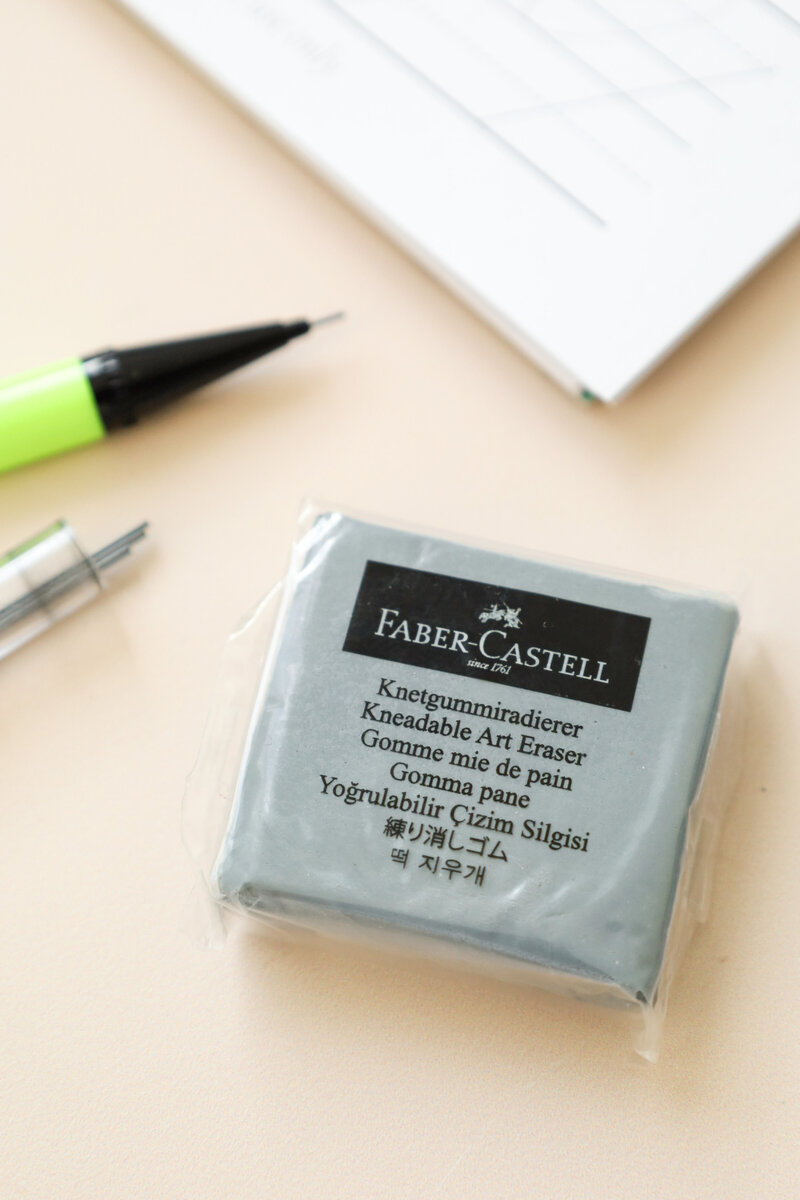 FABER-CASTELL
since 1761
Knetgummiradierer
Kneadable Art Eraser
Gomme mie de pain
Gomma pane
Yoğrulabilir Çizim Silgisi
練り消しゴム
떡 지우개